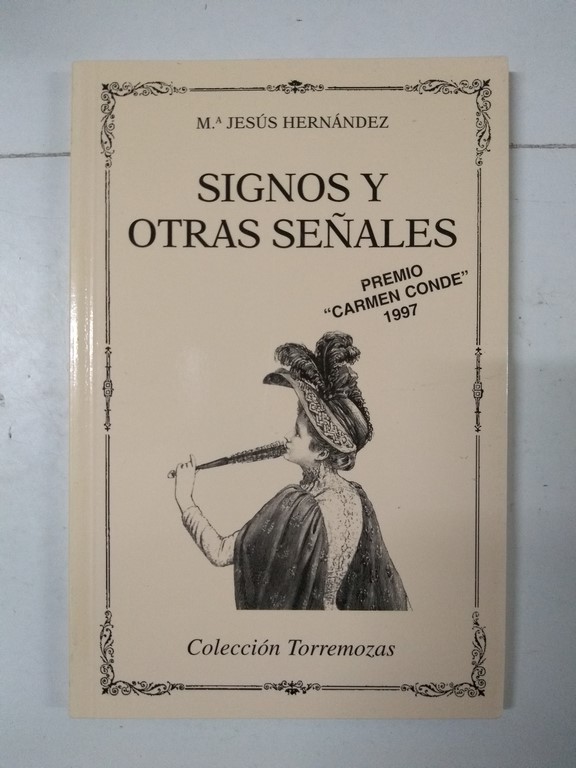 M.ª JESÚS HERNÁNDEZ
SIGNOS Y
OTRAS SEÑALES
PREMIO
“CARMEN CONDE”
1997
Colección Torremozas